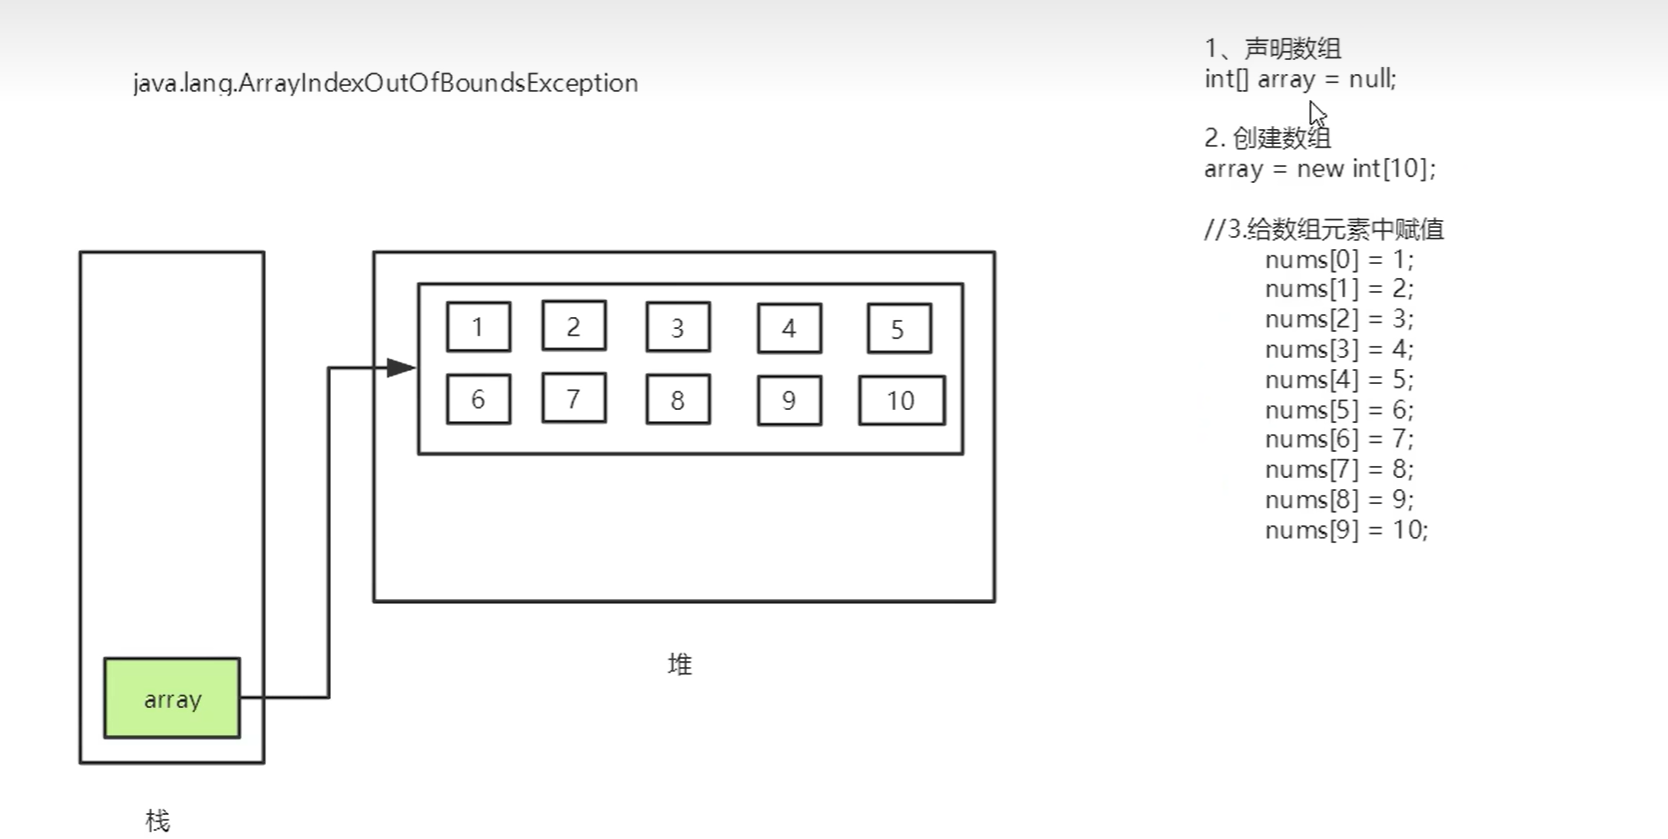 java.lang.ArrayIndexOutOfBoundsException
1、声明数组
int[] array = null;
2. 创建数组
array = new int[10];
//3.给数组元素中赋值
nums[0] = 1;
nums[1] = 2;
nums[2] = 3;
nums[3] = 4;
nums[4] = 5;
nums[5] = 6;
nums[6] = 7;
nums[7] = 8;
nums[8] = 9;
nums[9] = 10;
1 2 3 4 5
6 7 8 9 10
堆
array
栈